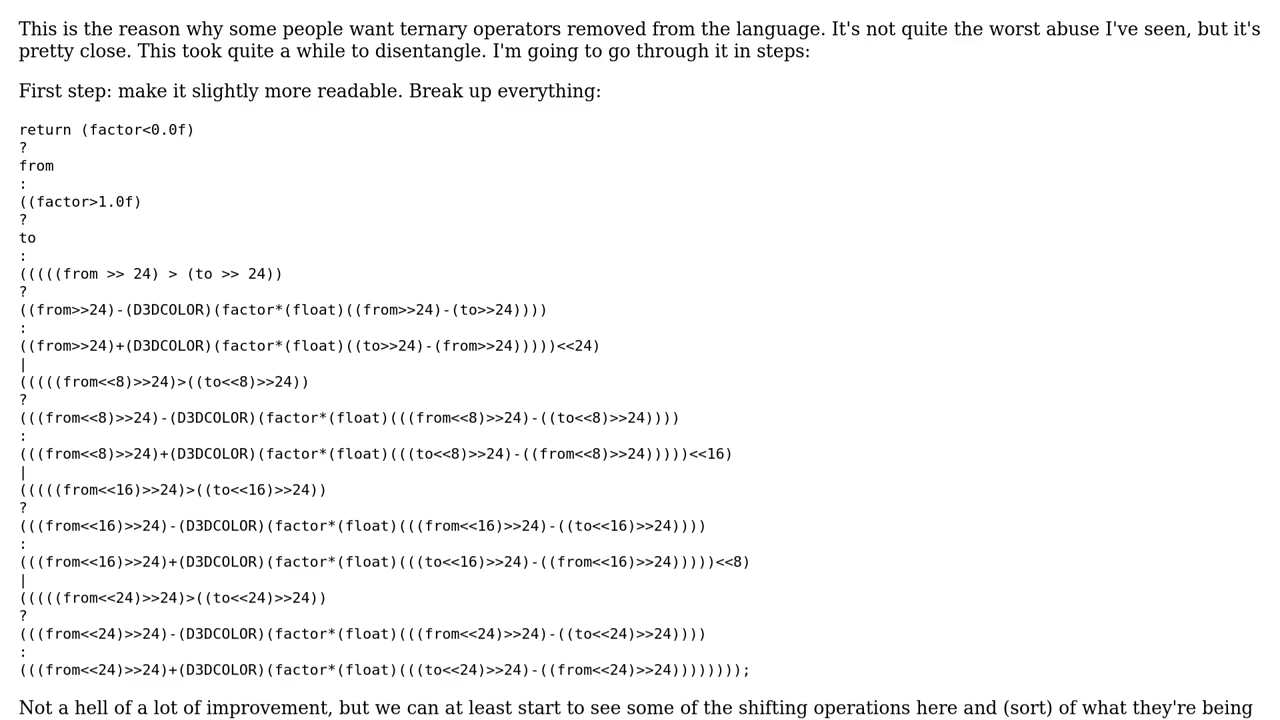 This is the reason why some people want ternary operators removed from the language. It's not quite the worst abuse I've seen, but it's
pretty close. This took quite a while to disentangle. I'm going to go through it in steps:
First step: make it slightly more readable. Break up everything:
return (factor<0.0f)
?
from
:
((factor>1.0f)
?
to
:
(((((from >> 24) > (to >> 24))
?
((from>>24)-(D3DCOLOR)(factor*(float)((from>>24)-(to>>24))))
:
((from>>24)+(D3DCOLOR)(factor*(float)((to>>24)-(from>>24)))))<<24)
|
(((((from<<8)>>24)>((to<<8)>>24))
?
(((from<<8)>>24)-(D3DCOLOR)(factor*(float)(((from<<8)>>24)-((to<<8)>>24))))
:
(((from<<8)>>24)+(D3DCOLOR)(factor*(float)(((to<<8)>>24)-((from<<8)>>24)))))<<16)
|
(((((from<<16)>>24)>((to<<16)>>24))
?
(((from<<16)>>24)-(D3DCOLOR)(factor*(float)(((from<<16)>>24)-((to<<16)>>24))))
:
(((from<<16)>>24)+(D3DCOLOR)(factor*(float)(((to<<16)>>24)-((from<<16)>>24)))))<<8)
|
(((((from<<24)>>24)>((to<<24)>>24))
?
(((from<<24)>>24)-(D3DCOLOR)(factor*(float)(((from<<24)>>24)-((to<<24)>>24))))
:
(((from<<24)>>24)+(D3DCOLOR)(factor*(float)(((to<<24)>>24)-((from<<24)>>24))))))));
Not a hell of a lot of improvement, but we can at least start to see some of the shifting operations here and (sort) of what they're being